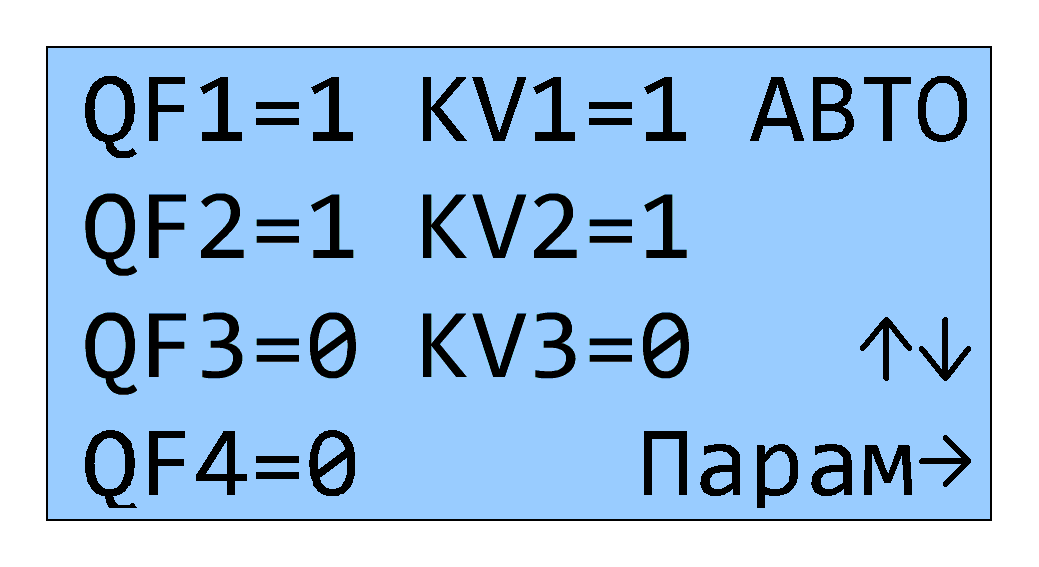 QF1=1 KV1=1 АВТО
QF2=1 KV2=1
QF3=0 KV3=0 ↑↓
QF4=0 Парам→